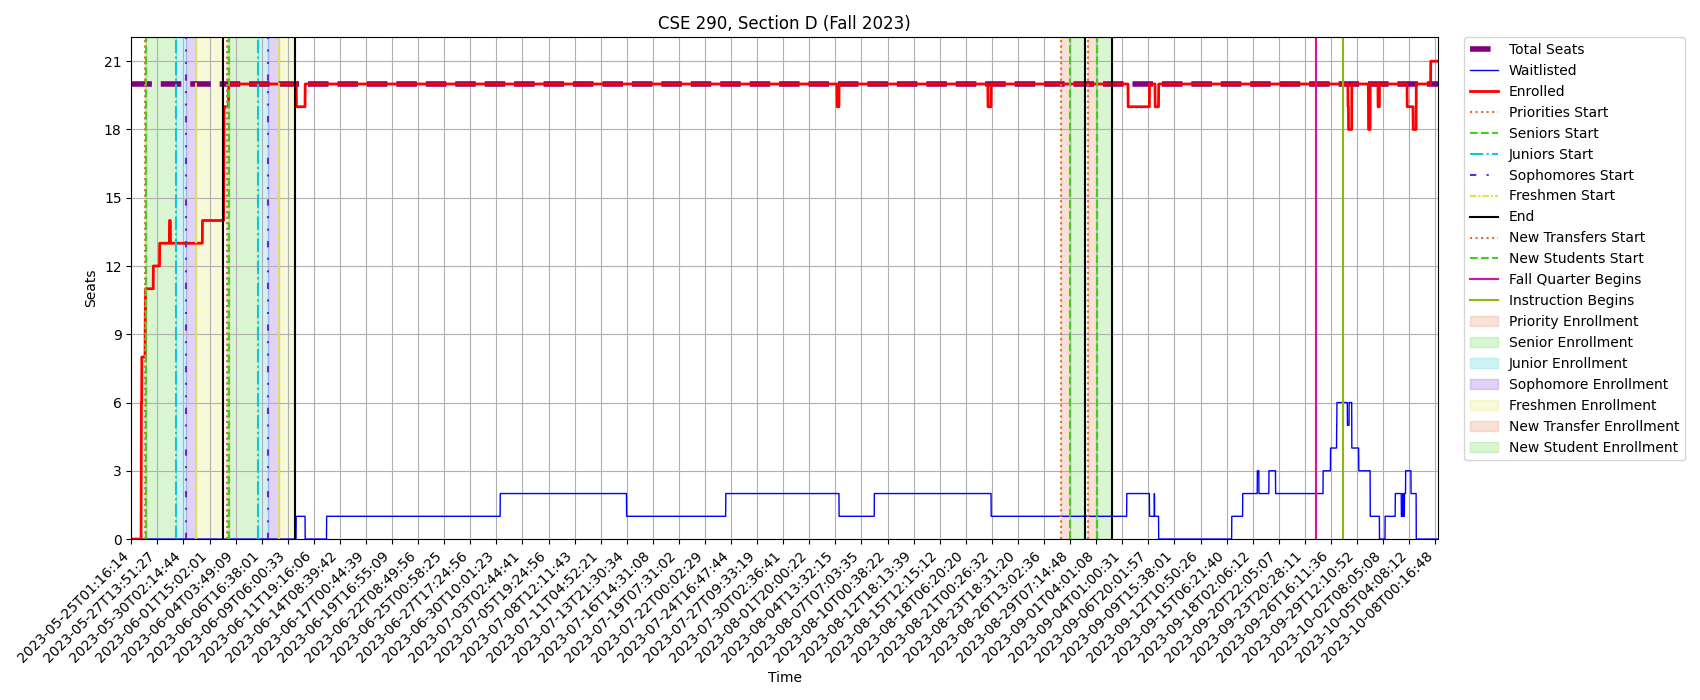 CSE 290, Section D (Fall 2023)
Seats
21
18
15
12
9
6
3
0
2023-05-25T01:16:14
2023-05-27T13:51:27
2023-05-30T02:14:44
2023-06-01T15:02:01
2023-06-04T03:49:09
2023-06-06T16:38:01
2023-06-09T06:00:33
2023-06-11T19:16:06
2023-06-14T08:39:42
2023-06-17T00:44:39
2023-06-19T16:55:09
2023-06-22T08:49:56
2023-06-25T00:58:25
2023-06-27T17:24:56
2023-06-30T10:01:23
2023-07-03T02:44:41
2023-07-05T19:24:56
2023-07-08T12:11:43
2023-07-11T04:52:21
2023-07-13T21:30:34
2023-07-16T14:31:08
2023-07-19T07:31:02
2023-07-22T00:02:29
2023-07-24T16:47:44
2023-07-27T09:33:19
2023-07-30T02:36:41
2023-08-01T20:00:22
2023-08-04T13:32:15
2023-08-07T07:03:35
2023-08-10T00:38:22
2023-08-12T18:13:39
2023-08-15T12:15:12
2023-08-18T06:20:20
2023-08-21T00:26:32
2023-08-23T18:31:20
2023-08-26T13:02:36
2023-08-29T07:14:48
2023-09-01T04:01:08
2023-09-04T01:00:31
2023-09-06T20:01:57
2023-09-09T15:38:01
2023-09-12T10:50:26
2023-09-15T06:21:40
2023-09-18T02:06:12
2023-09-20T22:05:07
2023-09-23T20:28:11
2023-09-26T16:11:36
2023-09-29T12:10:52
2023-10-02T08:05:08
2023-10-05T04:08:12
2023-10-08T00:16:48
Time
Total Seats
Waitlisted
Enrolled
Priorities Start
Seniors Start
Juniors Start
Sophomores Start
Freshmen Start
End
New Transfers Start
New Students Start
Fall Quarter Begins
Instruction Begins
Priority Enrollment
Senior Enrollment
Junior Enrollment
Sophomore Enrollment
Freshmen Enrollment
New Transfer Enrollment
New Student Enrollment